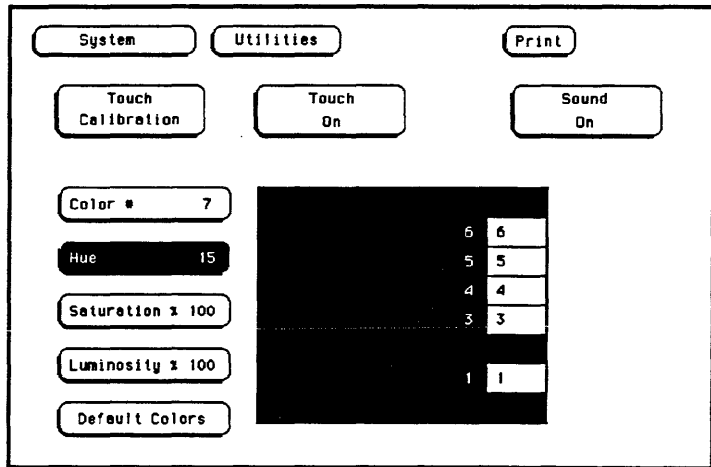 System Utilities Print
Touch
Calibration
Touch
On
Sound
On
Color # 7
Hue 15
Saturation % 100
Luminosity % 100
Default Colors
6 6
5 5
4 4
3 3
1 1